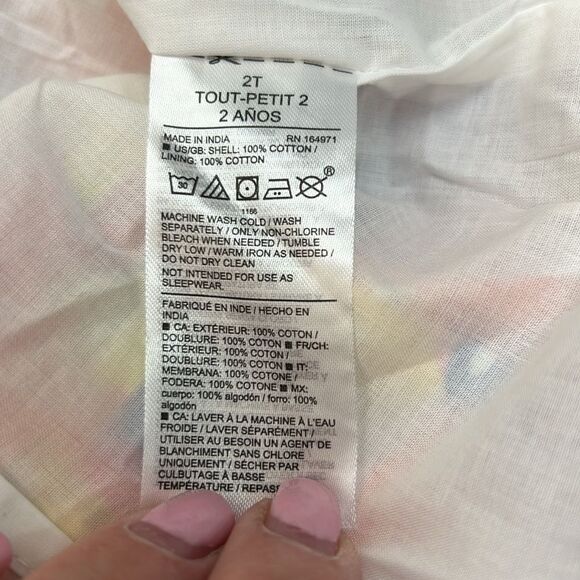 2T
TOUT-PETIT 2
2 AÑOS
MADE IN INDIA RN 164971
■ US/GB: SHELL: 100% COTTON /
LINING: 100% COTTON
30
®
1166
MACHINE WASH COLD / WASH
SEPARATELY / ONLY NON-CHLORINE
BLEACH WHEN NEEDED / TUMBLE
DRY LOW / WARM IRON AS NEEDED /
DO NOT DRY CLEAN
NOT INTENDED FOR USE AS
SLEEPWEAR.
FABRIQUÉ EN INDE / HECHO EN
INDIA
■ CA: EXTÉRIEUR: 100% COTON /
DOUBLURE: 100% COTON ■ FR/CH:
EXTÉRIEUR: 100% COTON /
DOUBLURE: 100% COTON ■ IT:
MEMBRANA: 100% COTONE /
FODERA: 100% COTONE ■ MX:
cuerpo: 100% algodón / forro: 100%
algodón
■ CA: LAVER À LA MACHINE À L'EAU
FROIDE / LAVER SÉPARÉMENT /
UTILISER AU BESOIN UN AGENT DE
BLANCHIMENT SANS CHLORE
UNIQUEMENT / SÉCHER PAR
CULBUTAGE À BASSE
TEMPÉRATURE / REPASS